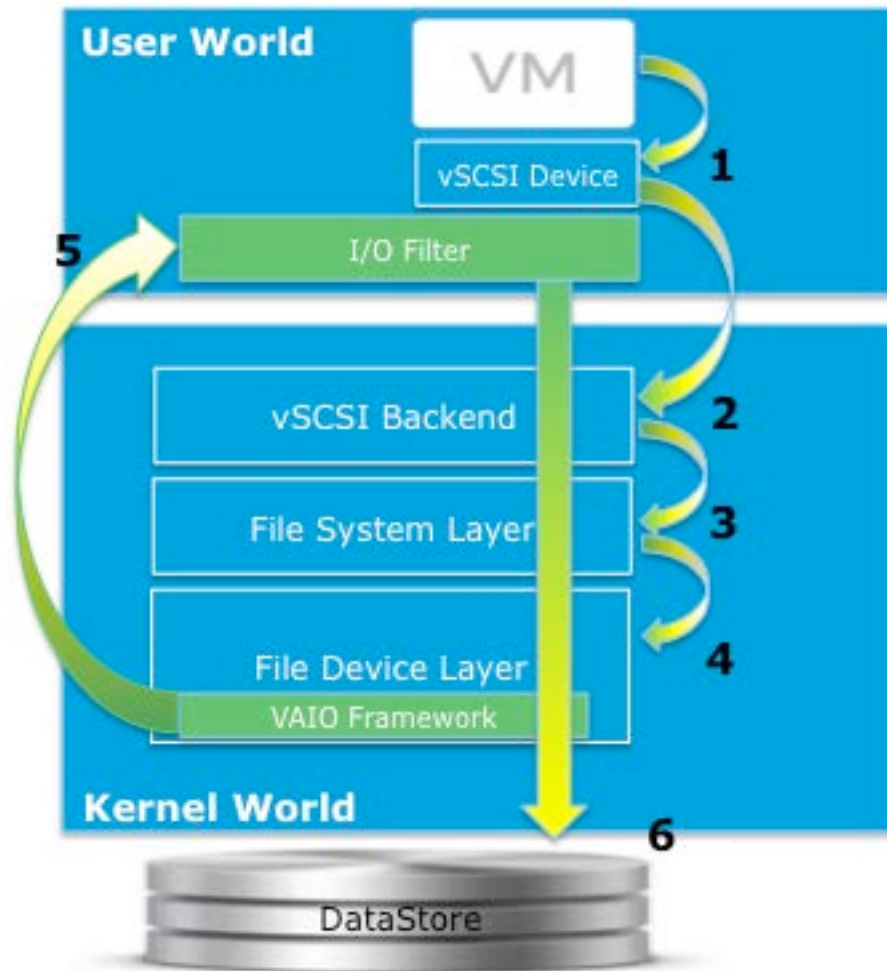 User World
VM
vSCSI Device
1
5
I/O Filter
vSCSI Backend
2
File System Layer
3
File Device Layer
4
VAIO Framework
Kernel World
6
DataStore